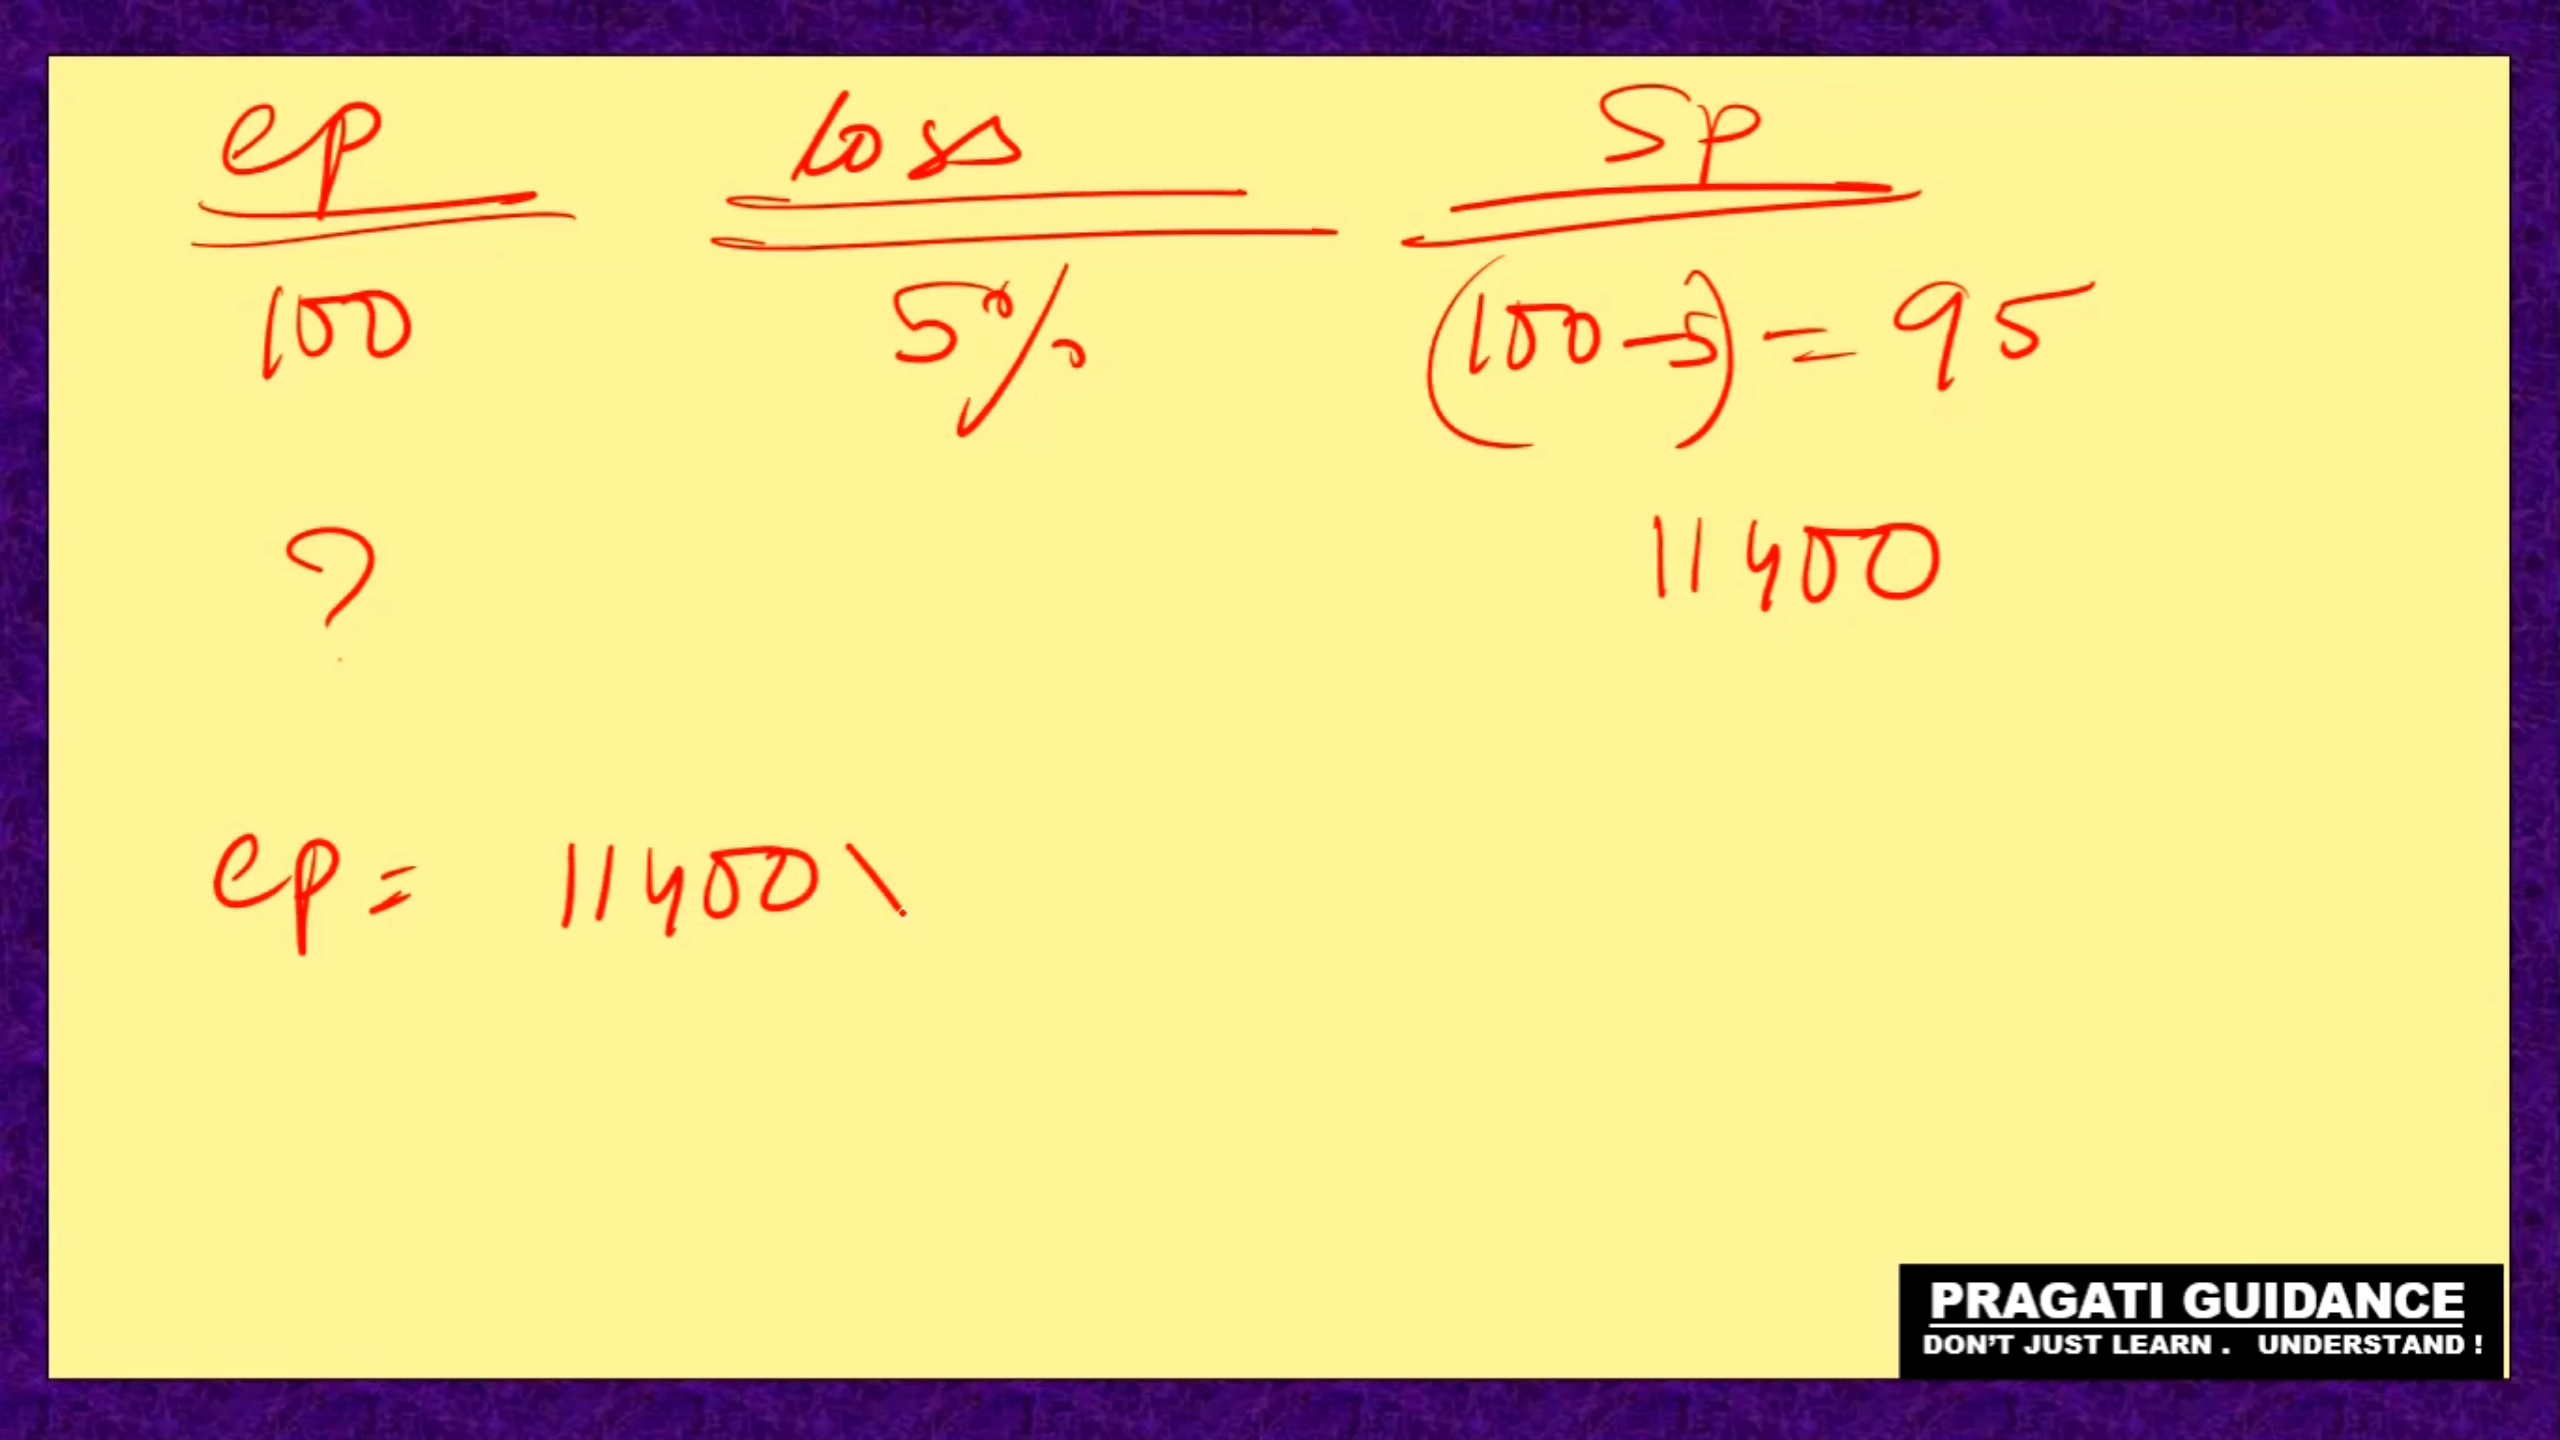 cp loss SP
100 5% (100-5) = 95
? 11400
cp = 11400 \
PRAGATI GUIDANCE
DON'T JUST LEARN . UNDERSTAND !